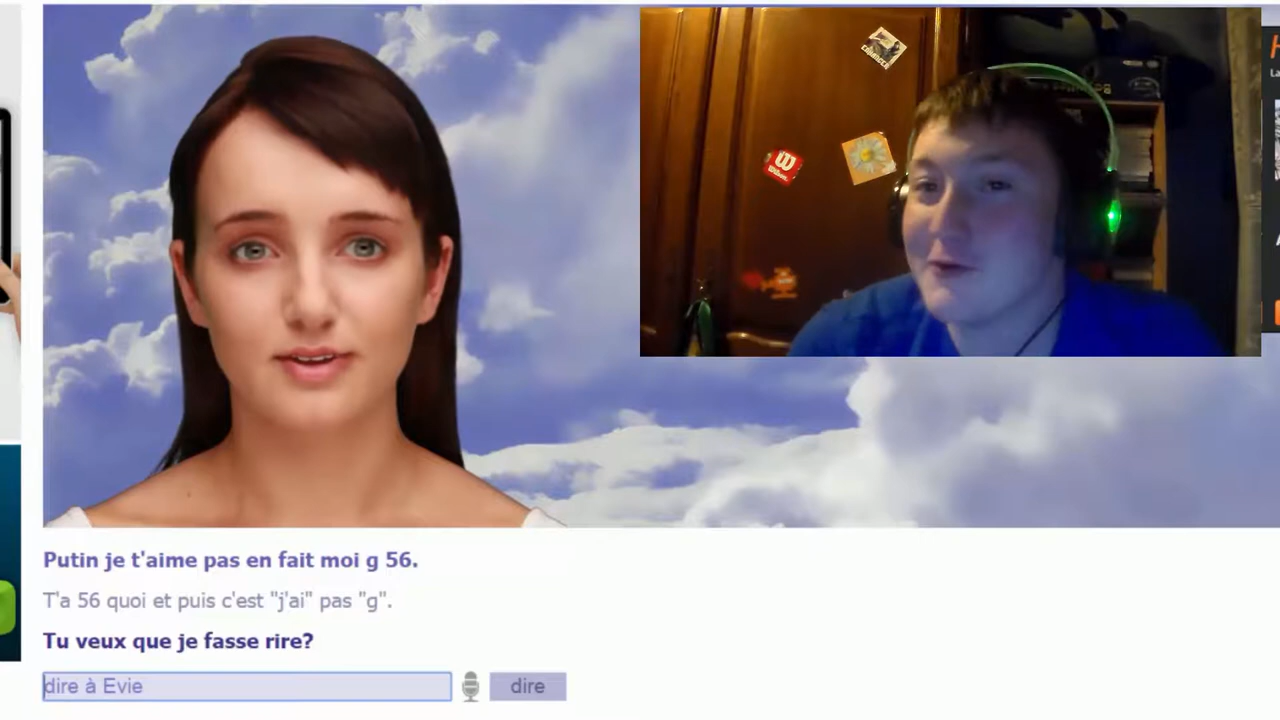 Putin je t'aime pas en fait moi g 56.
T'a 56 quoi et puis c'est "j'ai" pas "g".
Tu veux que je fasse rire?
dire à Evie
dire